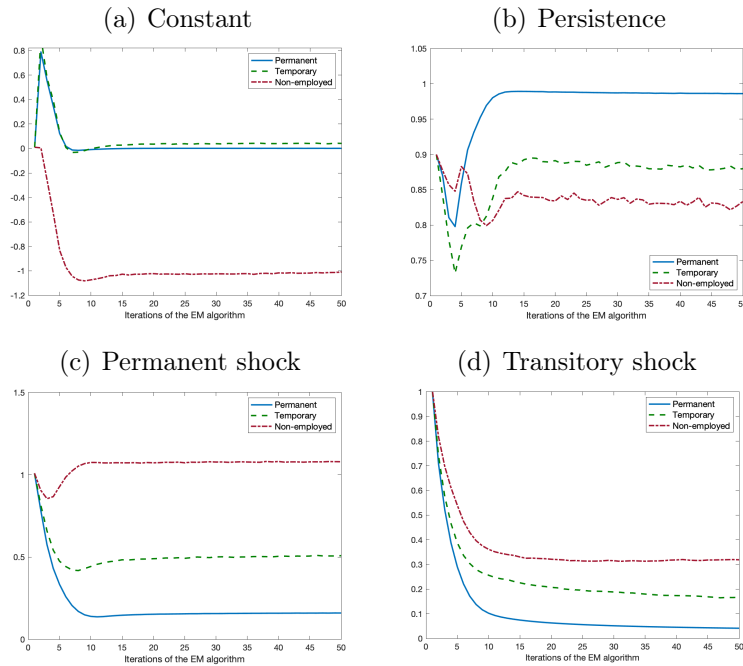 (a) Constant
Permanent
Temporary
Non-employed
0.8
0.6
0.4
0.2
0
-0.2
-0.4
-0.6
-0.8
-1
-1.2
0 5 10 15 20 25 30 35 40 45 50
Iterations of the EM algorithm
(b) Persistence
1.05
1
0.95
0.9
0.85
0.8
0.75
0.7
Permanent
Temporary
Non-employed
0 5 10 15 20 25 30 35 40 45 50
Iterations of the EM algorithm
(c) Permanent shock
Permanent
Temporary
Non-employed
1.5
1
0.5
0
0 5 10 15 20 25 30 35 40 45 50
Iterations of the EM algorithm
(d) Transitory shock
Permanent
Temporary
Non-employed
1
0.9
0.8
0.7
0.6
0.5
0.4
0.3
0.2
0.1
0
0 5 10 15 20 25 30 35 40 45 50
Iterations of the EM algorithm